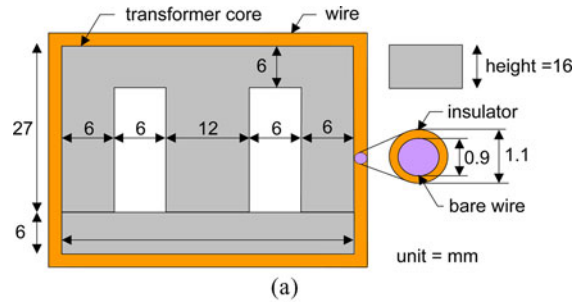 transformer core
wire
6
height =16
27
6
6
12
6
6
insulator
0.9
1.1
bare wire
6
unit = mm
(a)